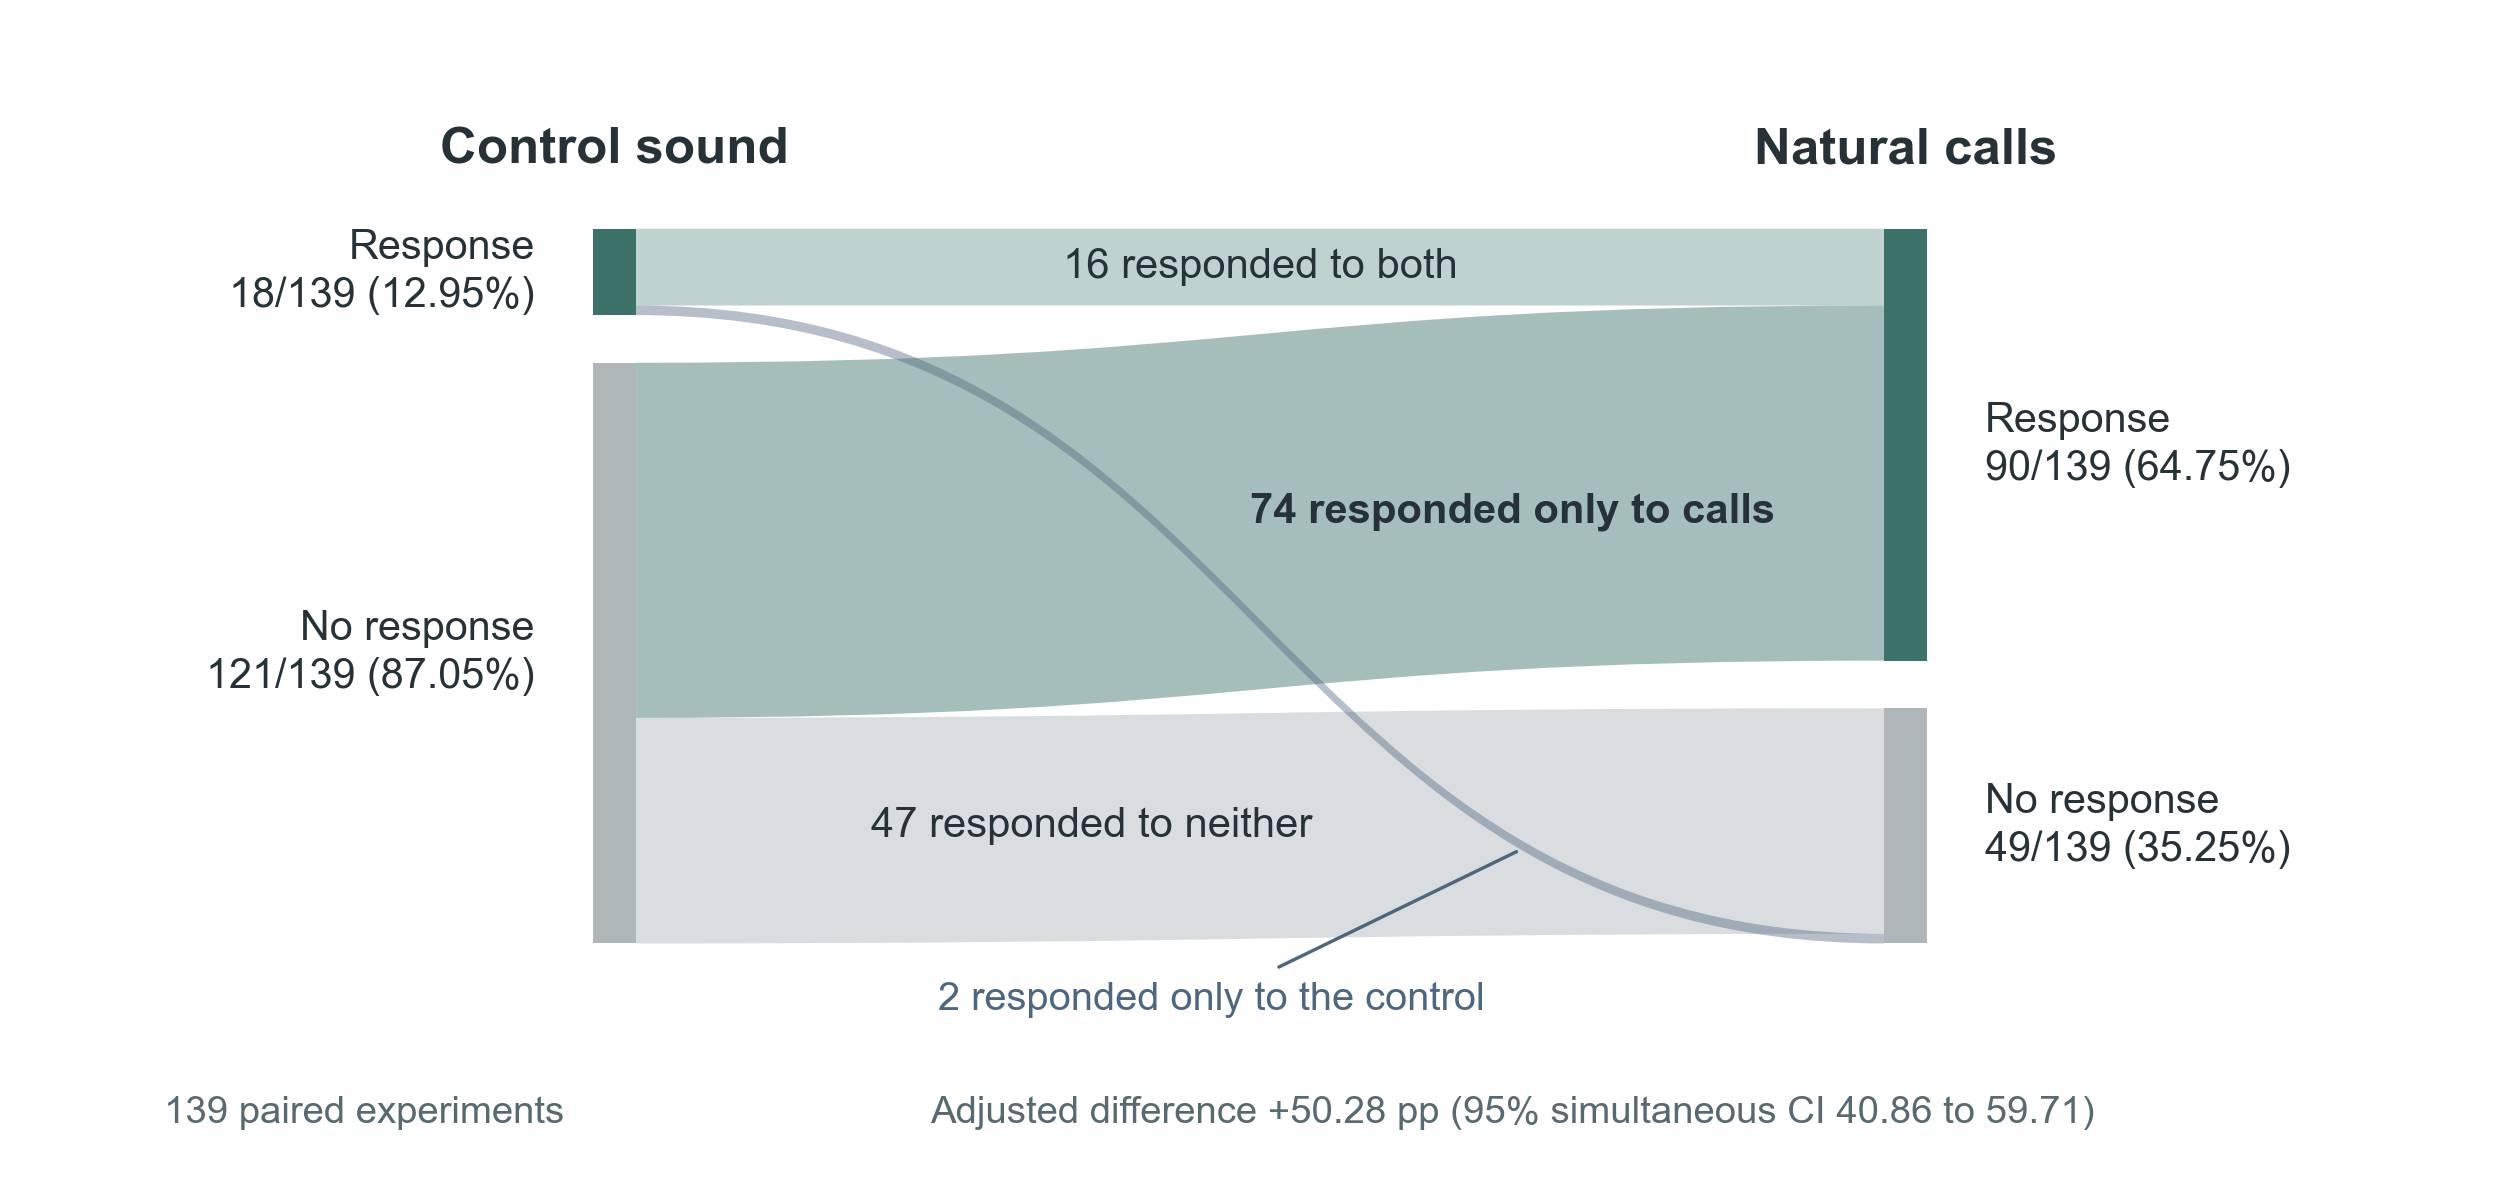 Control sound
Natural calls
Response
18/139 (12.95%)
16 responded to both
Response
90/139 (64.75%)
74 responded only to calls
No response
121/139 (87.05%)
No response
49/139 (35.25%)
47 responded to neither
2 responded only to the control
139 paired experiments
Adjusted difference +50.28 pp (95% simultaneous CI 40.86 to 59.71)